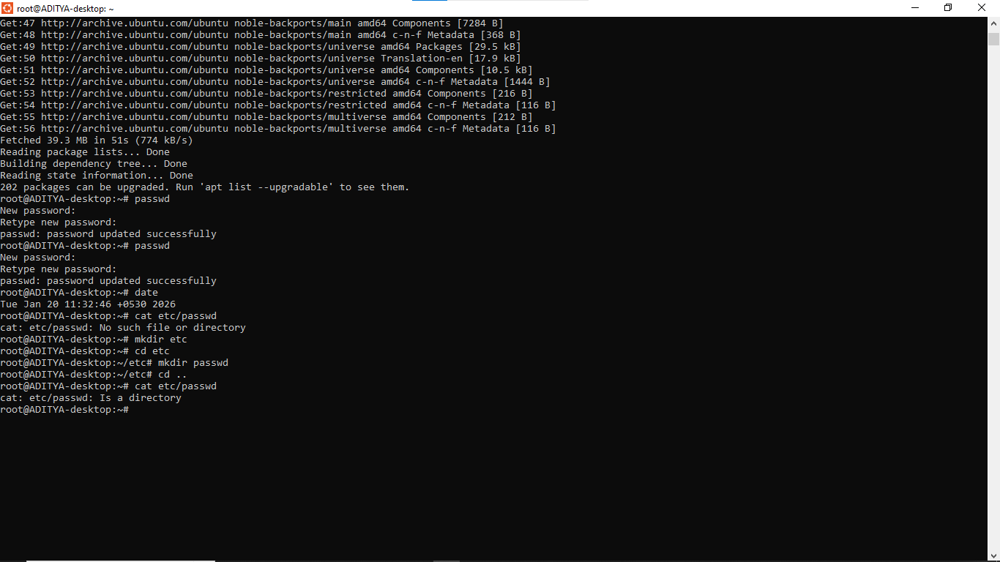 root@ADITYA-desktop: ~
Get:47 http://archive.ubuntu.com/ubuntu noble-backports/main amd64 Components [7284 B]
Get:48 http://archive.ubuntu.com/ubuntu noble-backports/main amd64 c-n-f Metadata [368 B]
Get:49 http://archive.ubuntu.com/ubuntu noble-backports/universe amd64 Packages [29.5 kB]
Get:50 http://archive.ubuntu.com/ubuntu noble-backports/universe Translation-en [17.9 kB]
Get:51 http://archive.ubuntu.com/ubuntu noble-backports/universe amd64 Components [10.5 kB]
Get:52 http://archive.ubuntu.com/ubuntu noble-backports/universe amd64 c-n-f Metadata [1444 B]
Get:53 http://archive.ubuntu.com/ubuntu noble-backports/restricted amd64 Components [216 B]
Get:54 http://archive.ubuntu.com/ubuntu noble-backports/restricted amd64 c-n-f Metadata [116 B]
Get:55 http://archive.ubuntu.com/ubuntu noble-backports/multiverse amd64 Components [212 B]
Get:56 http://archive.ubuntu.com/ubuntu noble-backports/multiverse amd64 c-n-f Metadata [116 B]
Fetched 39.3 MB in 51s (774 kB/s)
Reading package lists... Done
Building dependency tree... Done
Reading state information... Done
202 packages can be upgraded. Run 'apt list --upgradable' to see them.
root@ADITYA-desktop:~# passwd
New password:
Retype new password:
passwd: password updated successfully
root@ADITYA-desktop:~# passwd
New password:
Retype new password:
passwd: password updated successfully
root@ADITYA-desktop:~# date
Tue Jan 20 11:32:46 +0530 2026
root@ADITYA-desktop:~# cat etc/passwd
cat: etc/passwd: No such file or directory
root@ADITYA-desktop:~# mkdir etc
root@ADITYA-desktop:~# cd etc
root@ADITYA-desktop:~/etc# mkdir passwd
root@ADITYA-desktop:~/etc# cd ..
root@ADITYA-desktop:~# cat etc/passwd
cat: etc/passwd: Is a directory
root@ADITYA-desktop:~#